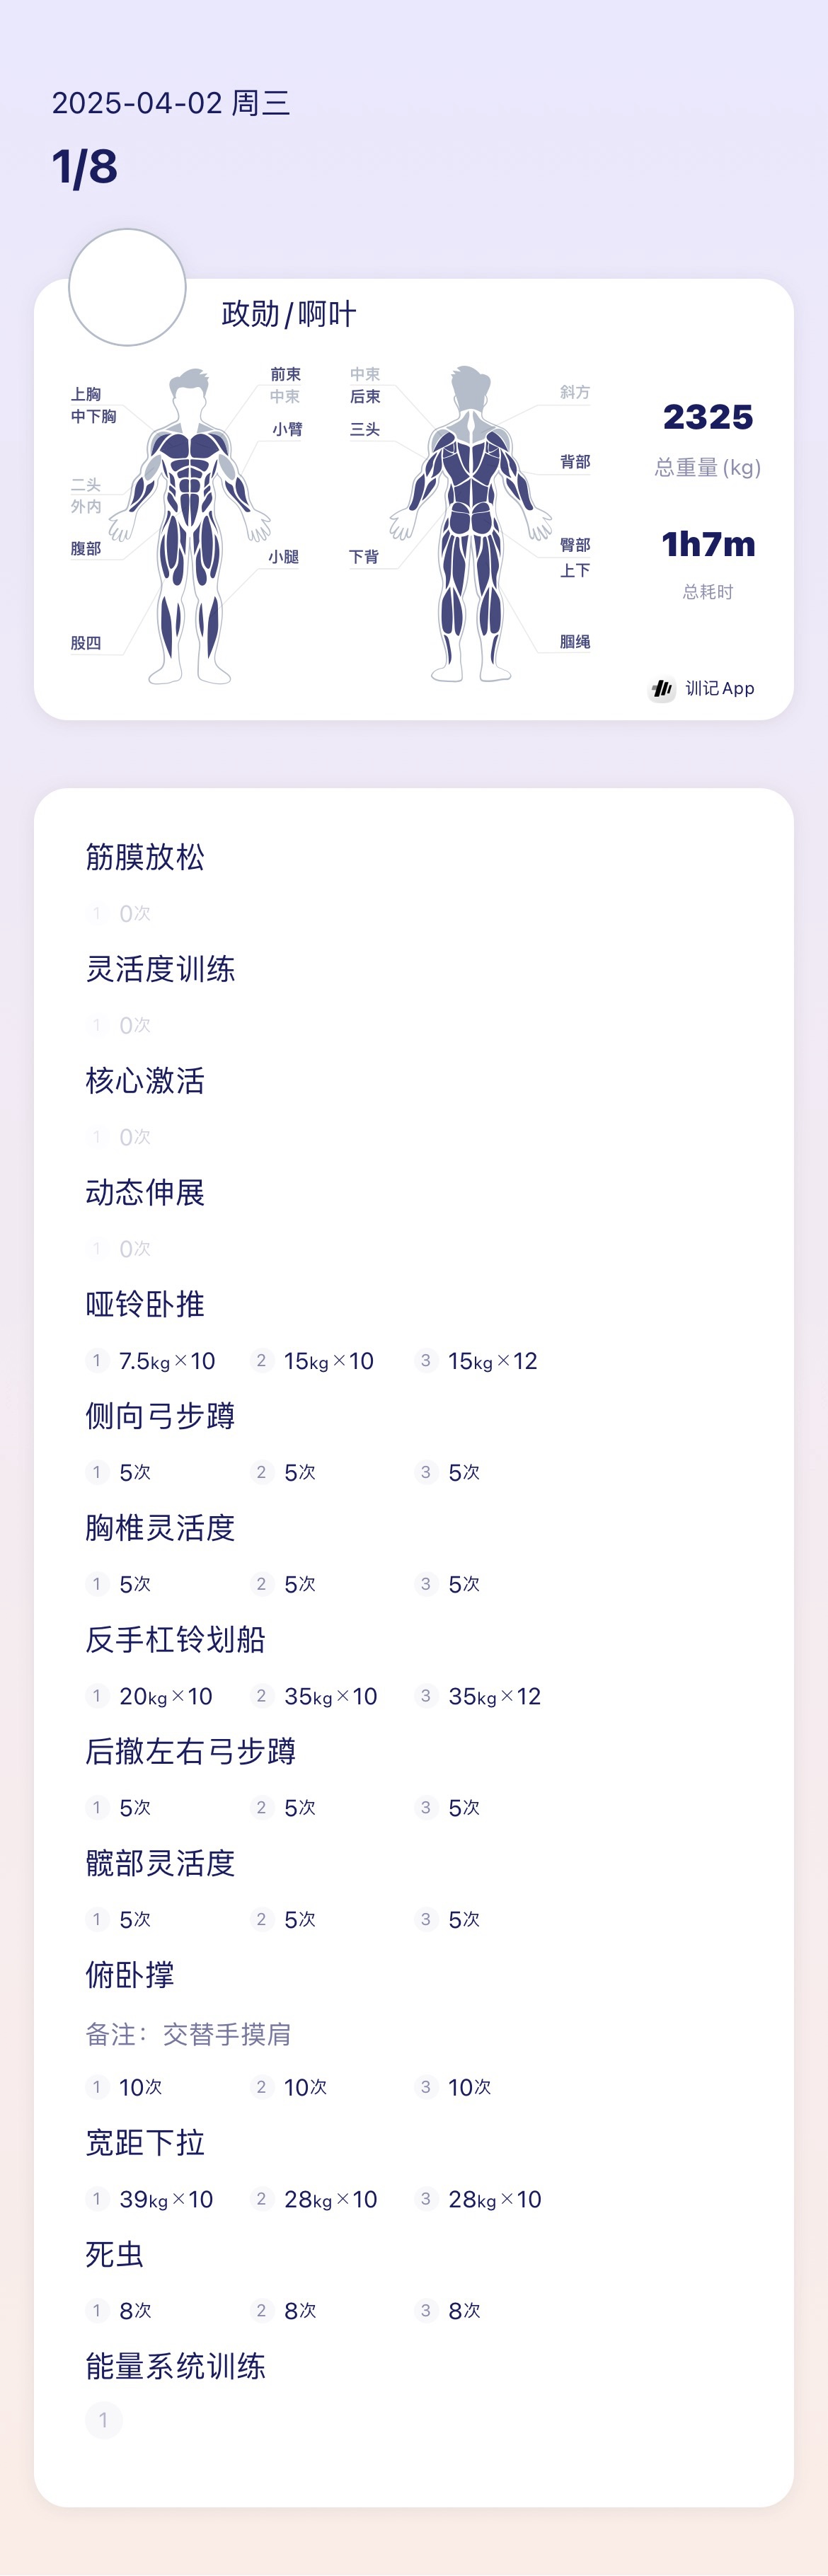 2025-04-02 周三
1/8
政勋/啊叶
上胸
中下胸
二头
外内
腹部
股四
前束
中束
小臂
小腿
中束
后束
三头
下背
斜方
背部
臀部
上下
腘绳
2325
总重量(kg)
1h7m
总耗时
训记App
筋膜放松
1 0次
灵活度训练
1 0次
核心激活
1 0次
动态伸展
1 0次
哑铃卧推
1 7.5kg×10 2 15kg×10 3 15kg×12
侧向弓步蹲
1 5次 2 5次 3 5次
胸椎灵活度
1 5次 2 5次 3 5次
反手杠铃划船
1 20kg×10 2 35kg×10 3 35kg×12
后撤左右弓步蹲
1 5次 2 5次 3 5次
髋部灵活度
1 5次 2 5次 3 5次
俯卧撑
备注：交替手摸肩
1 10次 2 10次 3 10次
宽距下拉
1 39kg×10 2 28kg×10 3 28kg×10
死虫
1 8次 2 8次 3 8次
能量系统训练
1